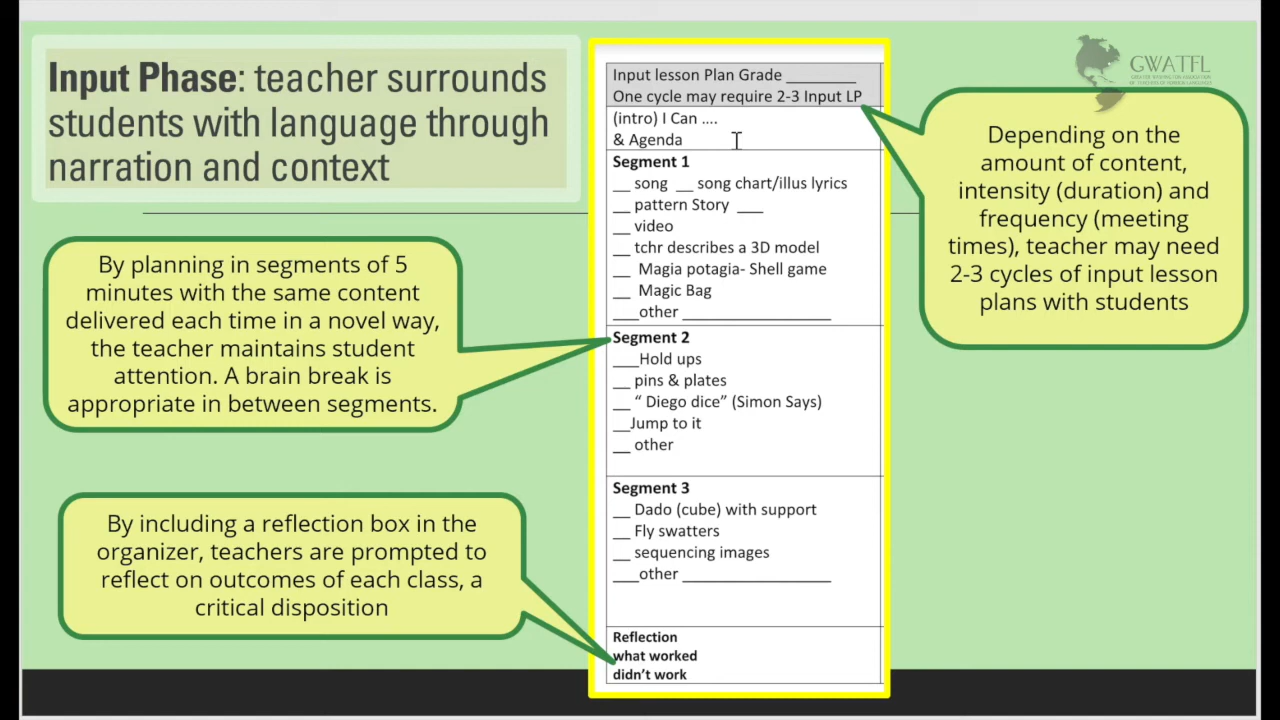 Input Phase: teacher surrounds
students with language through
narration and context
By planning in segments of 5
minutes with the same content
delivered each time in a novel way,
the teacher maintains student
attention. A brain break is
appropriate in between segments.
By including a reflection box in the
organizer, teachers are prompted to
reflect on outcomes of each class, a
critical disposition
Input lesson Plan Grade _________
One cycle may require 2-3 Input LP
(intro) I Can ....
& Agenda
Segment 1
__ song __ song chart/illus lyrics
__ pattern Story ___
__ video
__ tchr describes a 3D model
__ Magia potagia- Shell game
__ Magic Bag
___other _________________
Segment 2
___Hold ups
__ pins & plates
__ “ Diego dice” (Simon Says)
__Jump to it
__ other
Segment 3
__ Dado (cube) with support
__ Fly swatters
__ sequencing images
___other _________________
Reflection
what worked
didn’t work
GWATFL
Depending on the
amount of content,
intensity (duration) and
frequency (meeting
times), teacher may need
2-3 cycles of input lesson
plans with students